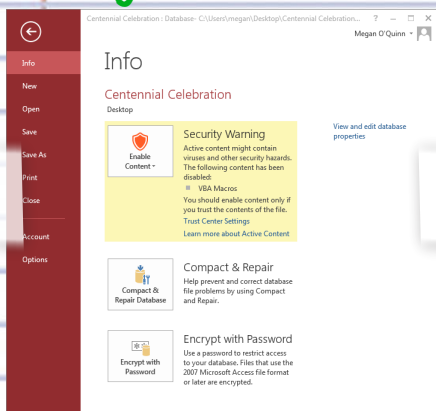 Centennial Celebration : Database- C:\Users\megan\Desktop\Centennial Celebration...
Megan O'Quinn
Info
New
Open
Save
Save As
Print
Close
Account
Options
Info
Centennial Celebration
Desktop
Enable
Content
Security Warning
Active content might contain
viruses and other security hazards.
The following content has been
disabled:
VBA Macros
You should enable content only if
you trust the contents of the file.
Trust Center Settings
Learn more about Active Content
View and edit database
properties
Compact &
Repair Database
Compact & Repair
Help prevent and correct database
file problems by using Compact
and Repair.
Encrypt with
Password
Encrypt with Password
Use a password to restrict access
to your database. Files that use the
2007 Microsoft Access file format
or later are encrypted.